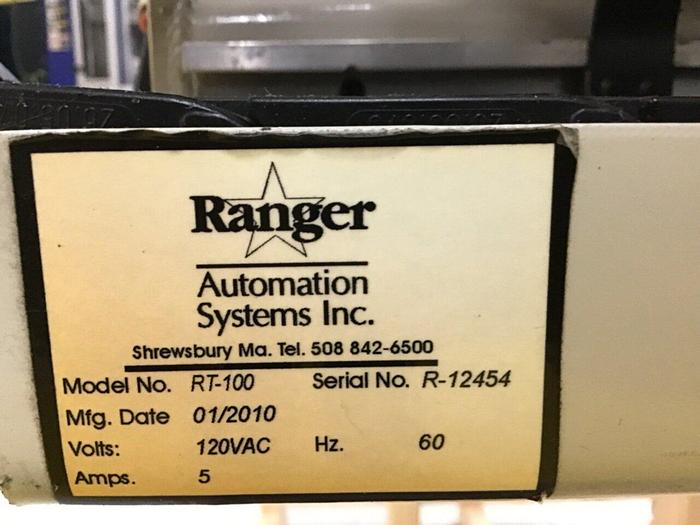 Ranger
Automation
Systems Inc.
Shrewsbury Ma. Tel. 508 842-6500
Model No. RT-100 Serial No. R-12454
Mfg. Date 01/2010
Volts: 120VAC Hz. 60
Amps. 5